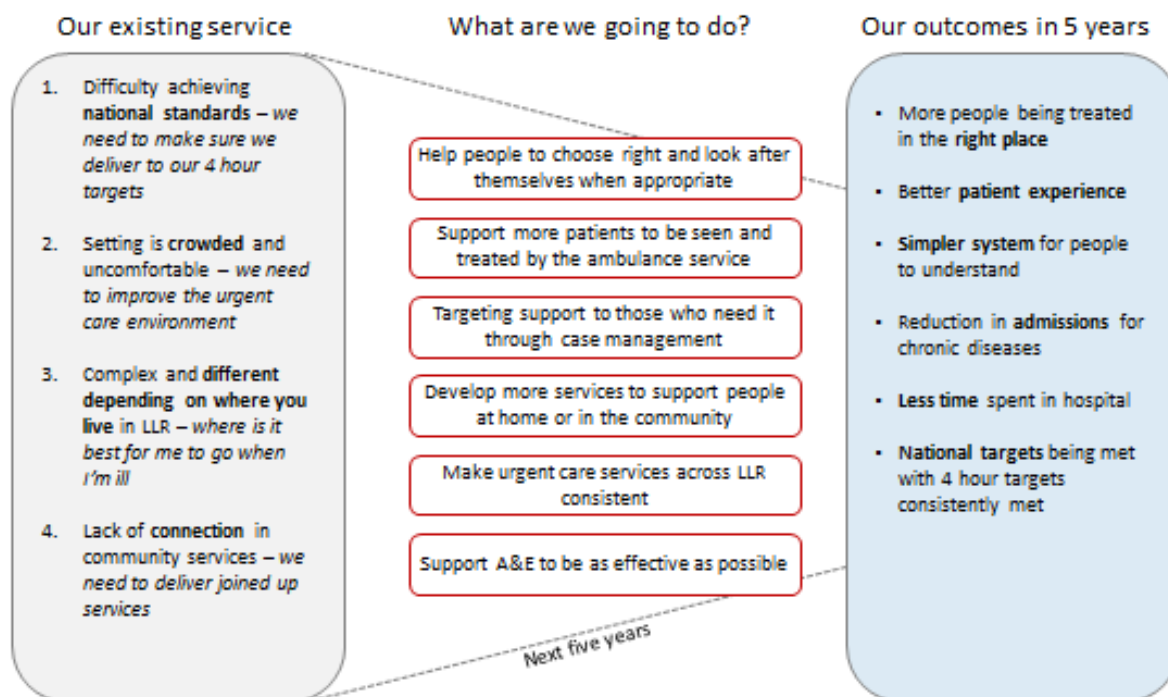 Our existing service
1. Difficulty achieving
national standards – we
need to make sure we
deliver to our 4 hour
targets
2. Setting is crowded and
uncomfortable – we need
to improve the urgent
care environment
3. Complex and different
depending on where you
live in LLR – where is it
best for me to go when
I'm ill
4. Lack of connection in
community services – we
need to deliver joined up
services
What are we going to do?
Help people to choose right and look after
themselves when appropriate
Support more patients to be seen and
treated by the ambulance service
Targeting support to those who need it
through case management
Develop more services to support people
at home or in the community
Make urgent care services across LLR
consistent
Support A&E to be as effective as possible
Next five years
Our outcomes in 5 years
▪ More people being treated
in the right place
▪ Better patient experience
▪ Simpler system for people
to understand
▪ Reduction in admissions for
chronic diseases
▪ Less time spent in hospital
▪ National targets being met
with 4 hour targets
consistently met